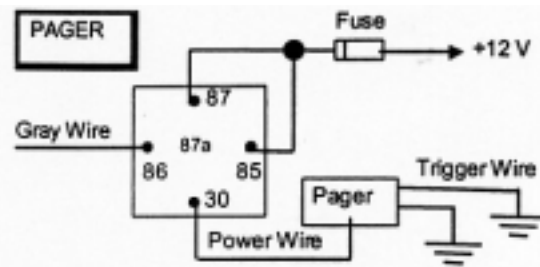 PAGER
Fuse
+12 V
87
Gray Wire
87a
86
85
30
Trigger Wire
Pager
Power Wire